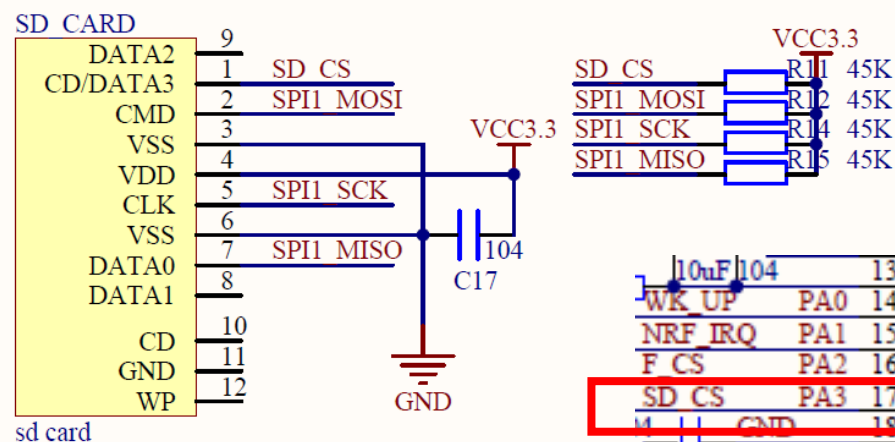 SD_CARD
DATA2 9
CD/DATA3 1 SD_CS
CMD 2 SPI1_MOSI
VSS 3
VDD 4
CLK 5 SPI1_SCK
VSS 6
DATA0 7 SPI1_MISO
DATA1 8
CD 10
GND 11
WP 12
sd card
VCC3.3
104
C17
GND
VCC3.3
SD_CS R11 45K
SPI1_MOSI R12 45K
SPI1_SCK R14 45K
SPI1_MISO R15 45K
10uF 104 13
WK_UP PA0 14
NRF_IRQ PA1 15
F_CS PA2 16
SD_CS PA3 17
GND 18